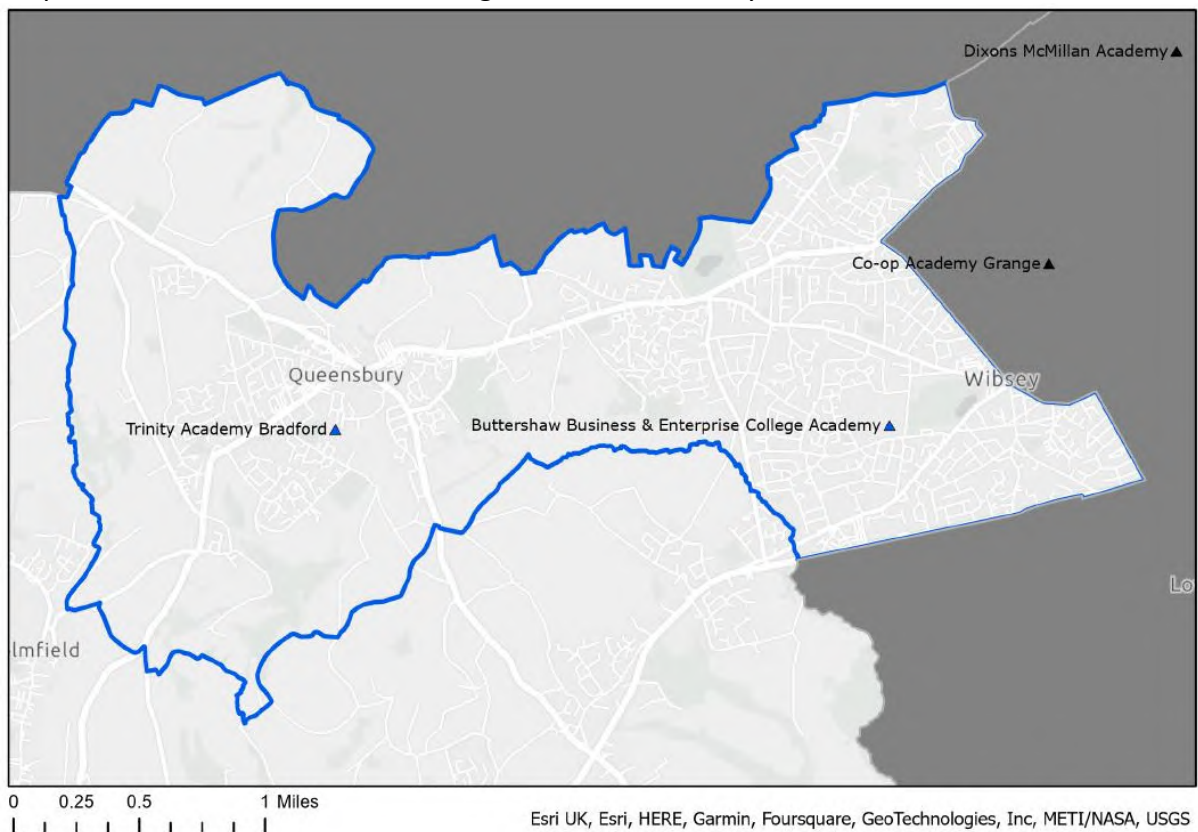 Dixons McMillan Academy
Co-op Academy Grange
Queensbury
Wibsey
Trinity Academy Bradford
Buttershaw Business & Enterprise College Academy
Lo
lmfield
0 0.25 0.5 1 Miles
Esri UK, Esri, HERE, Garmin, Foursquare, GeoTechnologies, Inc, METI/NASA, USGS